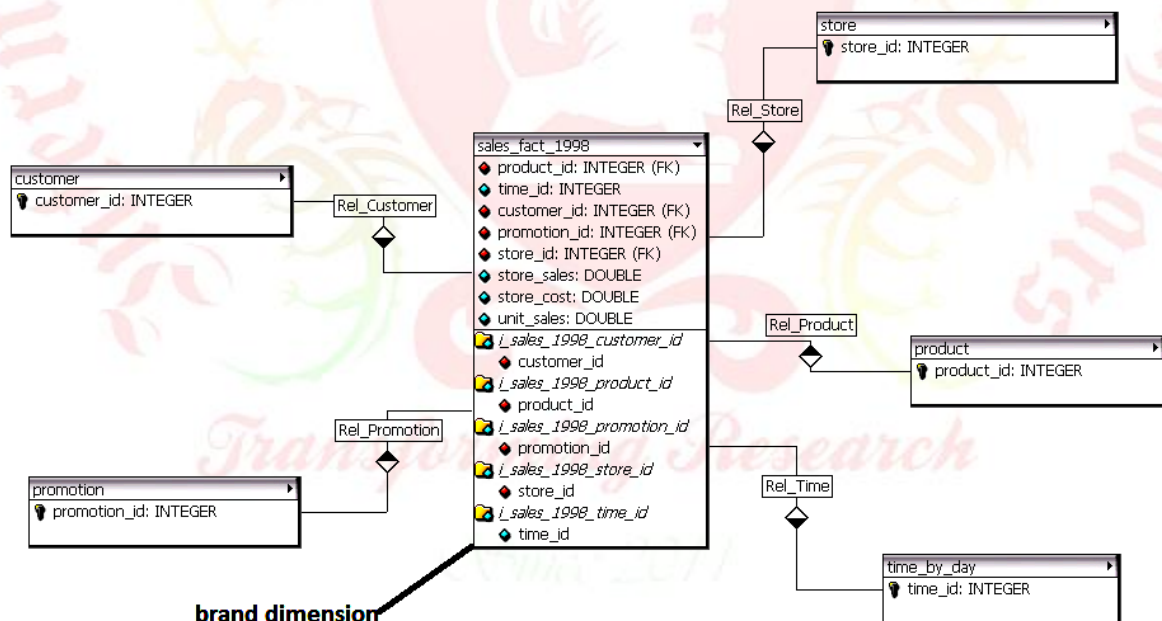 store
store_id: INTEGER
Rel_Store
sales_fact_1998
product_id: INTEGER (FK)
time_id: INTEGER
customer_id: INTEGER (FK)
promotion_id: INTEGER (FK)
store_id: INTEGER (FK)
store_sales: DOUBLE
store_cost: DOUBLE
unit_sales: DOUBLE
i_sales_1998_customer_id
customer_id
i_sales_1998_product_id
product_id
i_sales_1998_promotion_id
promotion_id
i_sales_1998_store_id
store_id
i_sales_1998_time_id
time_id
customer
customer_id: INTEGER
Rel_Customer
Rel_Product
product
product_id: INTEGER
Rel_Promotion
promotion
promotion_id: INTEGER
Rel_Time
time_by_day
time_id: INTEGER
brand dimension
Transforming Research